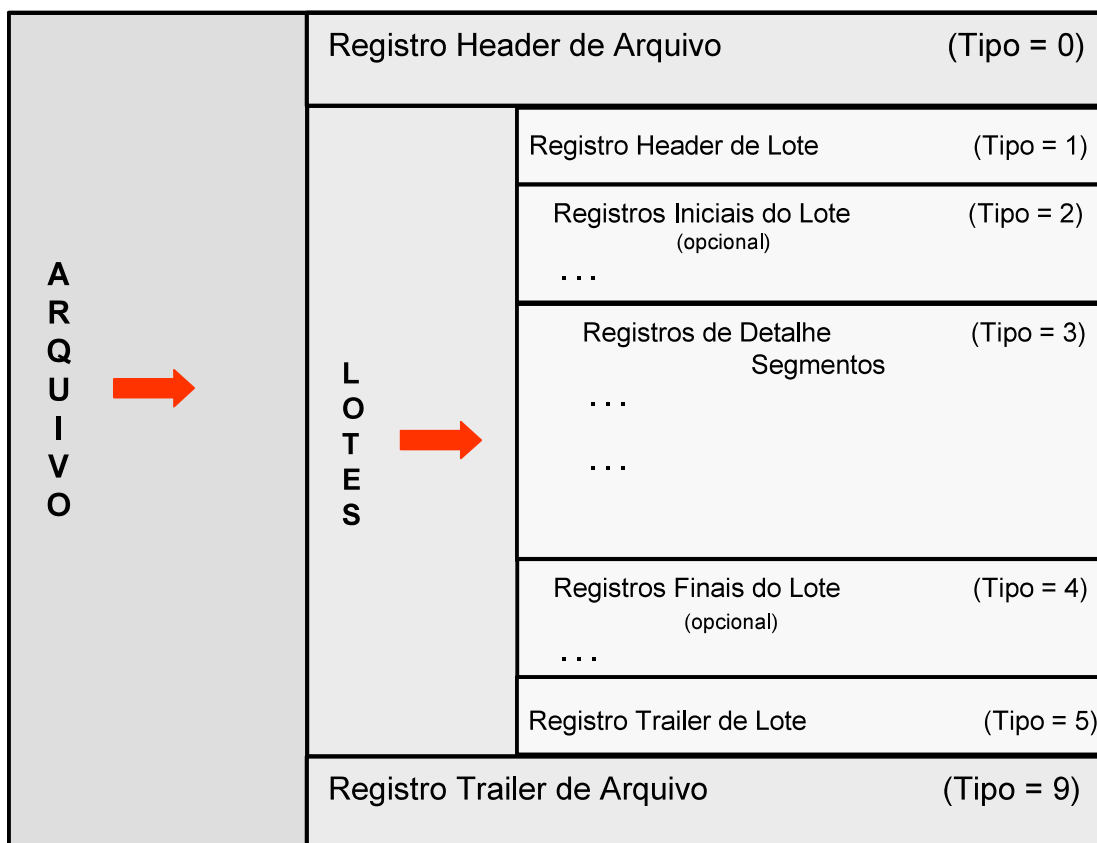 Registro Header de Arquivo (Tipo = 0)
Registro Header de Lote (Tipo = 1)
Registros Iniciais do Lote (Tipo = 2)
(opcional)
. . .
ARQUIVO
Registros de Detalhe (Tipo = 3)
Segmentos
. . .
. . .
LOTES
Registros Finais do Lote (Tipo = 4)
(opcional)
. . .
Registro Trailer de Lote (Tipo = 5)
Registro Trailer de Arquivo (Tipo = 9)